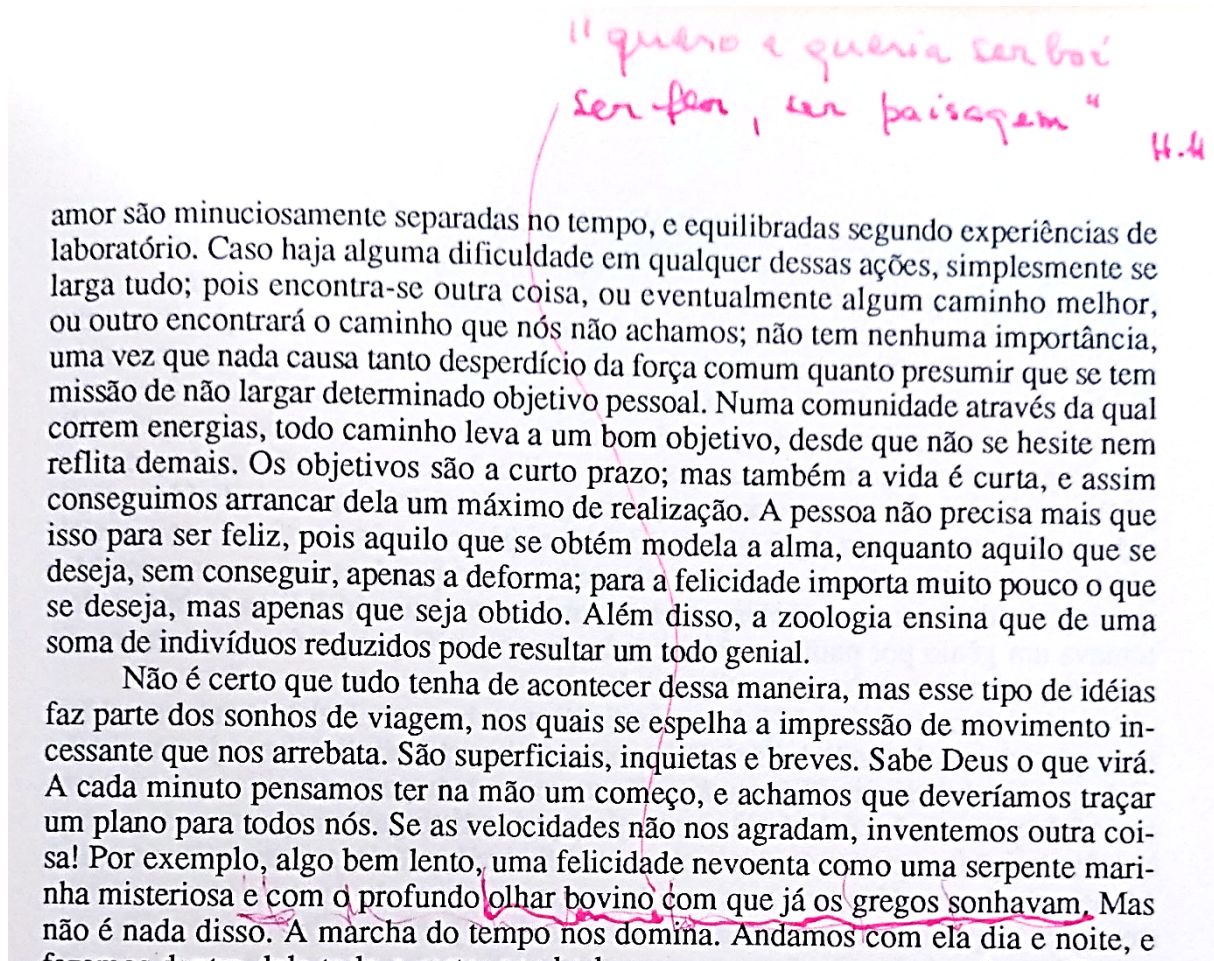 "quero e queria ser boi
ser flor, ser paisagem"
H.H
amor são minuciosamente separadas no tempo, e equilibradas segundo experiências de
laboratório. Caso haja alguma dificuldade em qualquer dessas ações, simplesmente se
larga tudo; pois encontra-se outra coisa, ou eventualmente algum caminho melhor,
ou outro encontrará o caminho que nós não achamos; não tem nenhuma importância,
uma vez que nada causa tanto desperdício da força comum quanto presumir que se tem
missão de não largar determinado objetivo pessoal. Numa comunidade através da qual
correm energias, todo caminho leva a um bom objetivo, desde que não se hesite nem
reflita demais. Os objetivos são a curto prazo; mas também a vida é curta, e assim
conseguimos arrancar dela um máximo de realização. A pessoa não precisa mais que
isso para ser feliz, pois aquilo que se obtém modela a alma, enquanto aquilo que se
deseja, sem conseguir, apenas a deforma; para a felicidade importa muito pouco o que
se deseja, mas apenas que seja obtido. Além disso, a zoologia ensina que de uma
soma de indivíduos reduzidos pode resultar um todo genial.
Não é certo que tudo tenha de acontecer dessa maneira, mas esse tipo de idéias
faz parte dos sonhos de viagem, nos quais se espelha a impressão de movimento in-
cessante que nos arrebata. São superficiais, inquietas e breves. Sabe Deus o que virá.
A cada minuto pensamos ter na mão um começo, e achamos que deveríamos traçar
um plano para todos nós. Se as velocidades não nos agradam, inventemos outra coi-
sa! Por exemplo, algo bem lento, uma felicidade nevoenta como uma serpente mari-
nha misteriosa e com o profundo olhar bovino com que já os gregos sonhavam. Mas
não é nada disso. A marcha do tempo nos domina. Andamos com ela dia e noite, e